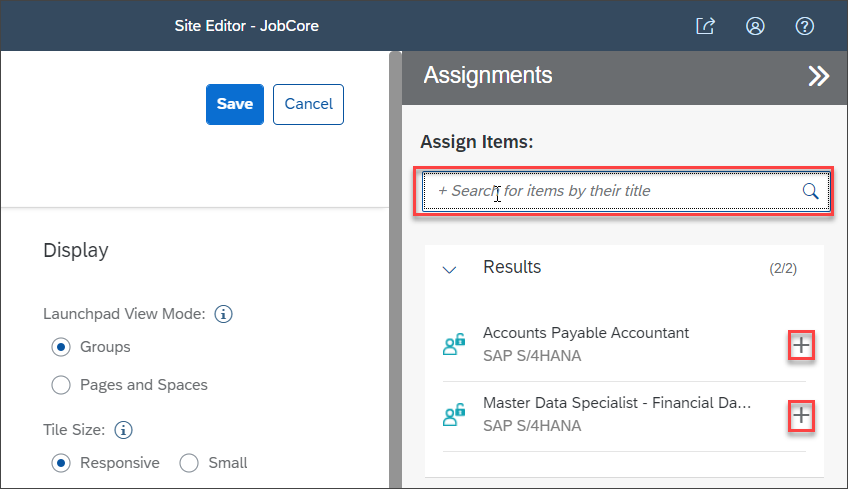 Site Editor - JobCore
Save
Cancel
Display
Launchpad View Mode:
Groups
Pages and Spaces
Tile Size:
Responsive
Small
Assignments
Assign Items:
+ Search for items by their title
Results
(2/2)
Accounts Payable Accountant
SAP S/4HANA
Master Data Specialist - Financial Da...
SAP S/4HANA